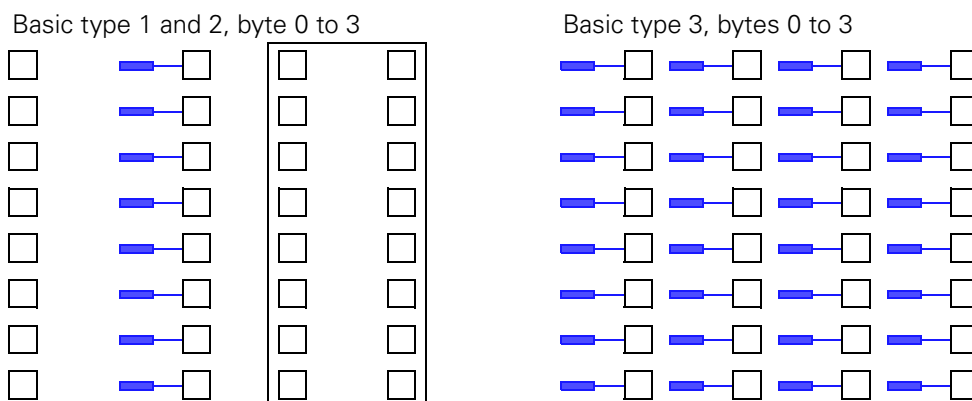 Basic type 1 and 2, byte 0 to 3
Basic type 3, bytes 0 to 3